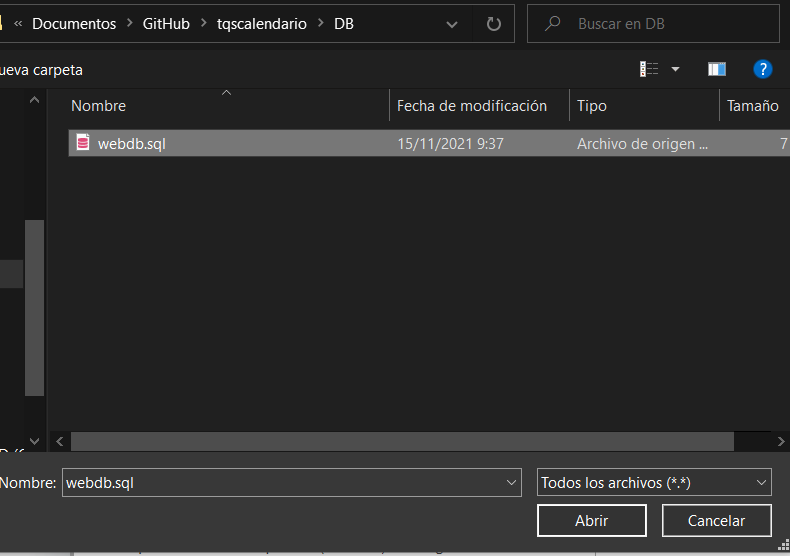 « Documentos > GitHub > tqscalendario > DB
Buscar en DB
ueva carpeta
?
Nombre Fecha de modificación Tipo Tamaño
webdb.sql 15/11/2021 9:37 Archivo de origen ... 7
Nombre: webdb.sql Todos los archivos (*.*)
Abrir Cancelar